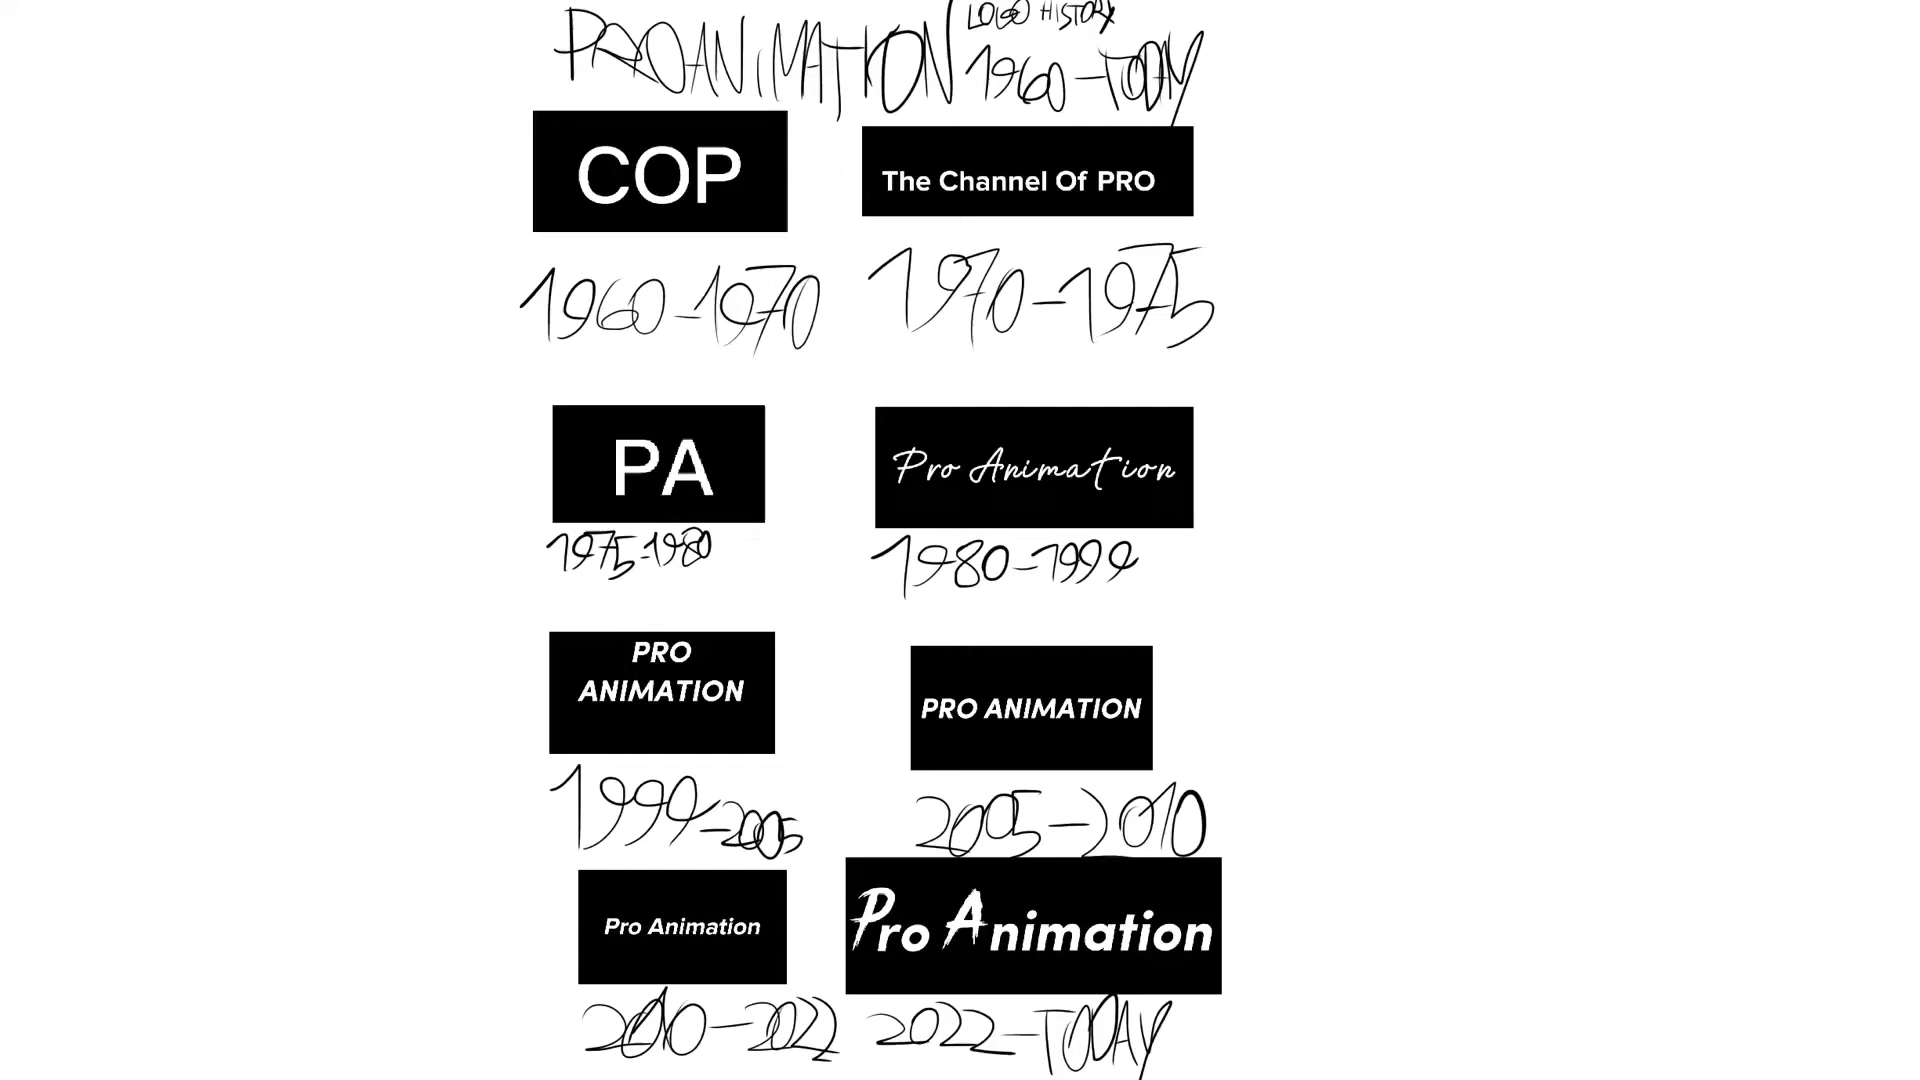 PROANIMATION LOGO HISTORY
1960-TODAY
COP
The Channel Of PRO
1960-1970
1970-1975
PA
Pro Animation
1975-1980
1980-1999
PRO
ANIMATION
PRO ANIMATION
1999-2005
2005-2010
Pro Animation
Pro Animation
2010-2022
2022-TODAY